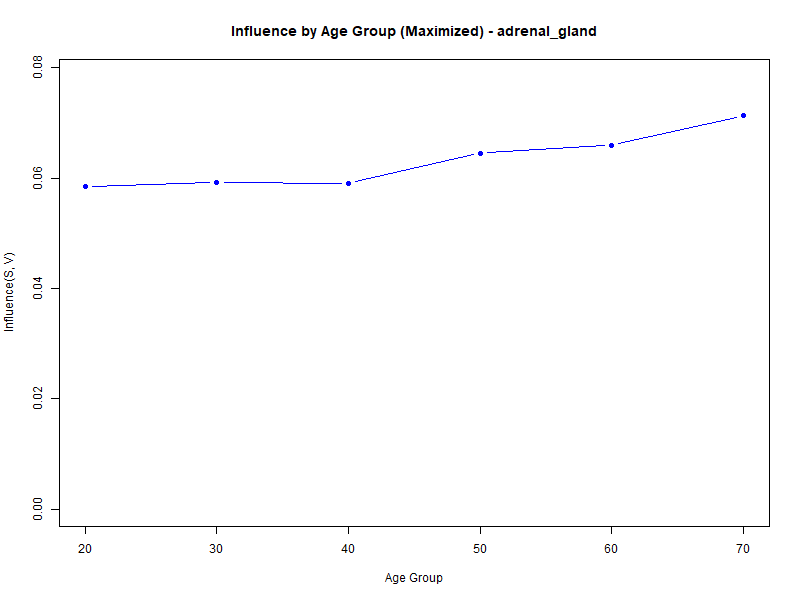 Influence by Age Group (Maximized) - adrenal_gland
Influence(S, V)
0.08
0.06
0.04
0.02
0.00
20 30 40 50 60 70
Age Group